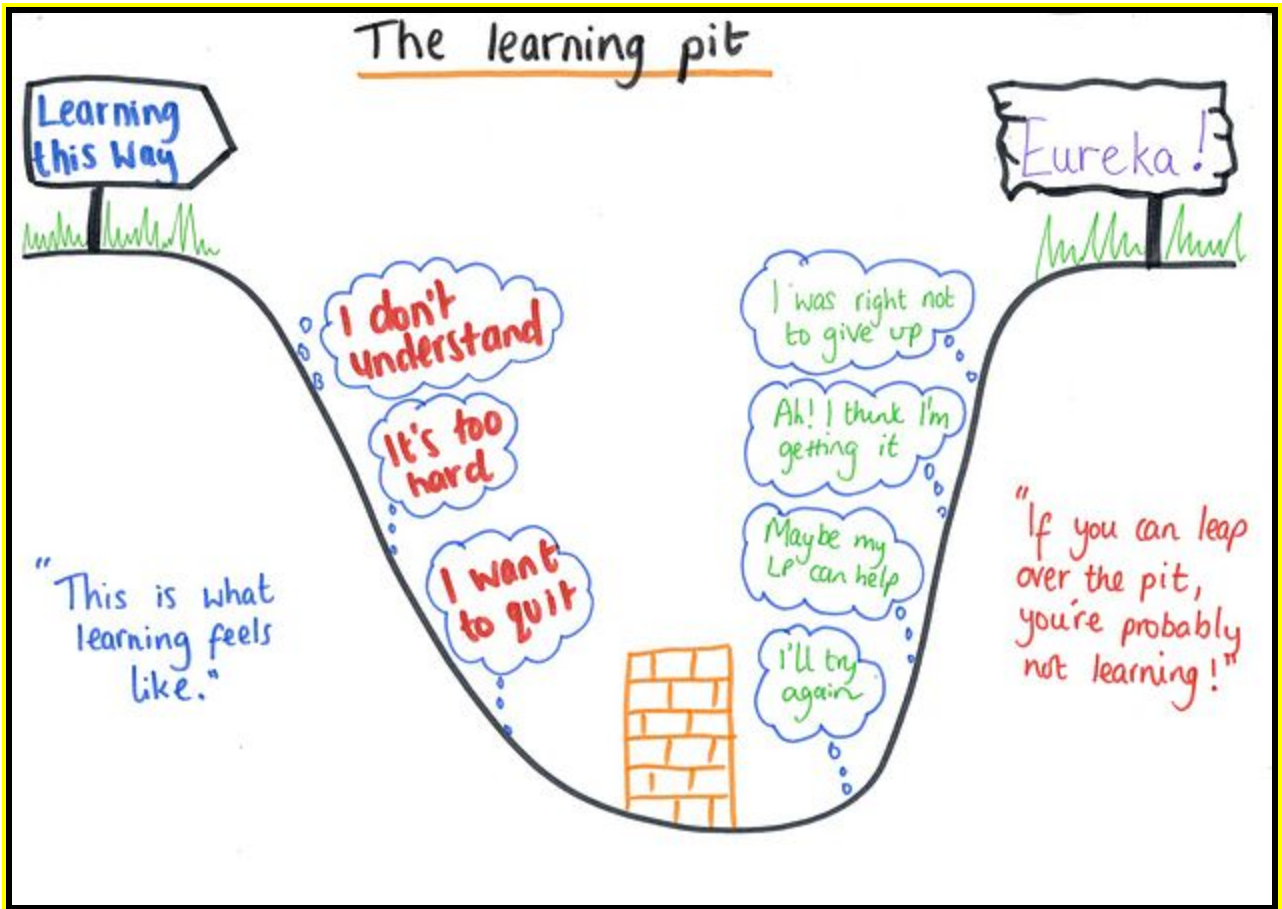 The learning pit
Learning
this Way
Eureka!
I don't
understand
It's too
hard
I want
to quit
I was right not
to give up
Ah! I think I'm
getting it
Maybe my
LP can help
I'll try
again
"This is what
learning feels
like."
"If you can leap
over the pit,
you're probably
not learning!"